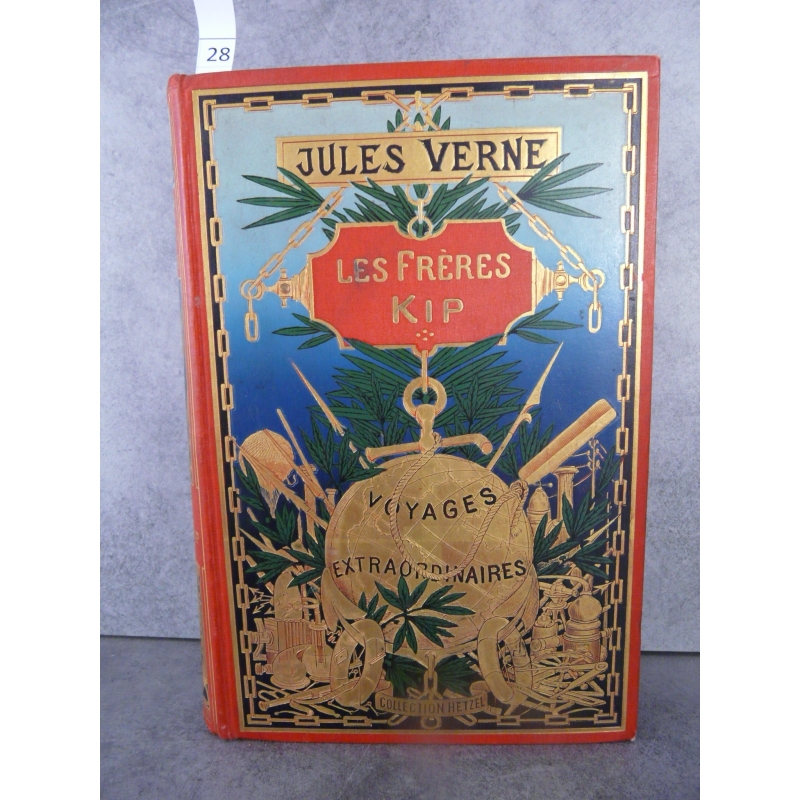 28
JULES VERNE
LES FRÈRES
KIP
VOYAGES
EXTRAORDINAIRES
COLLECTION HETZEL